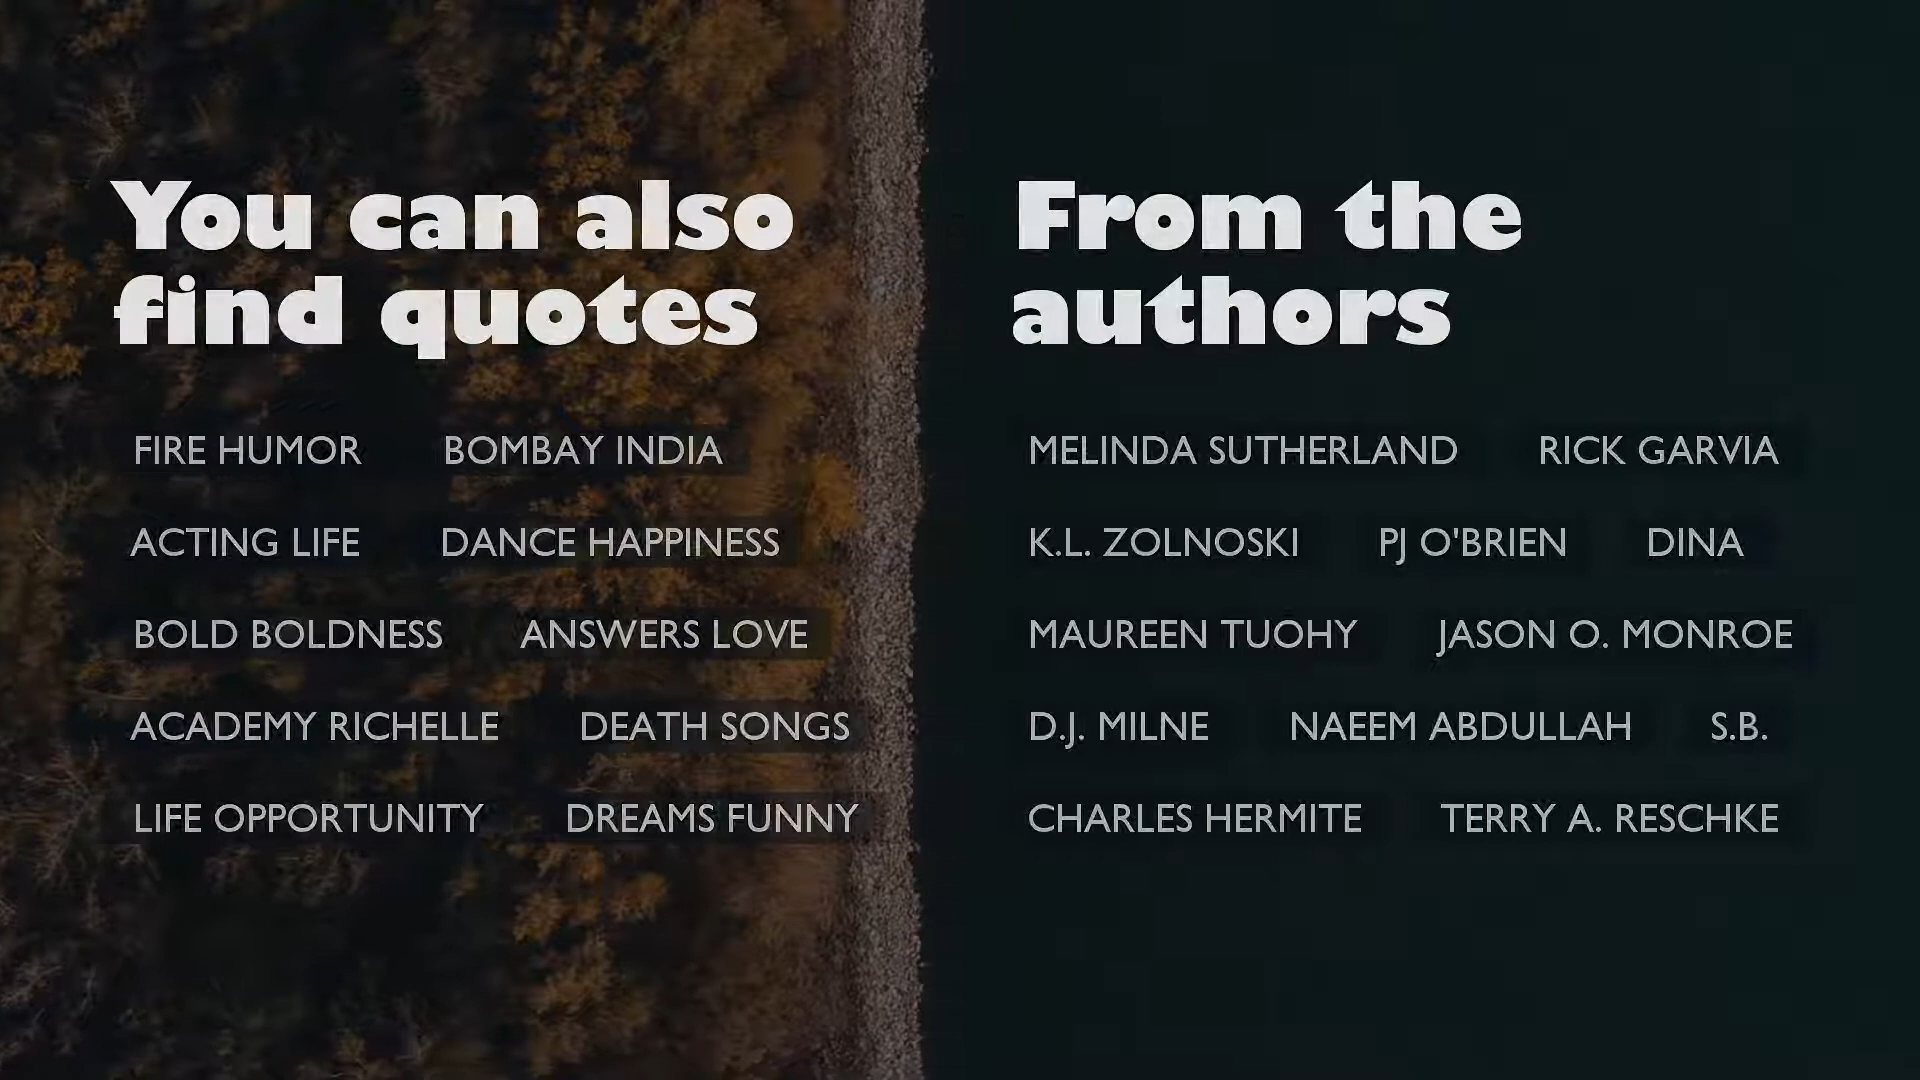 You can also
find quotes
FIRE HUMOR BOMBAY INDIA
ACTING LIFE DANCE HAPPINESS
BOLD BOLDNESS ANSWERS LOVE
ACADEMY RICHELLE DEATH SONGS
LIFE OPPORTUNITY DREAMS FUNNY
From the
authors
MELINDA SUTHERLAND RICK GARVIA
K.L. ZOLNOSKI PJ O'BRIEN DINA
MAUREEN TUOHY JASON O. MONROE
D.J. MILNE NAEEM ABDULLAH S.B.
CHARLES HERMITE TERRY A. RESCHKE